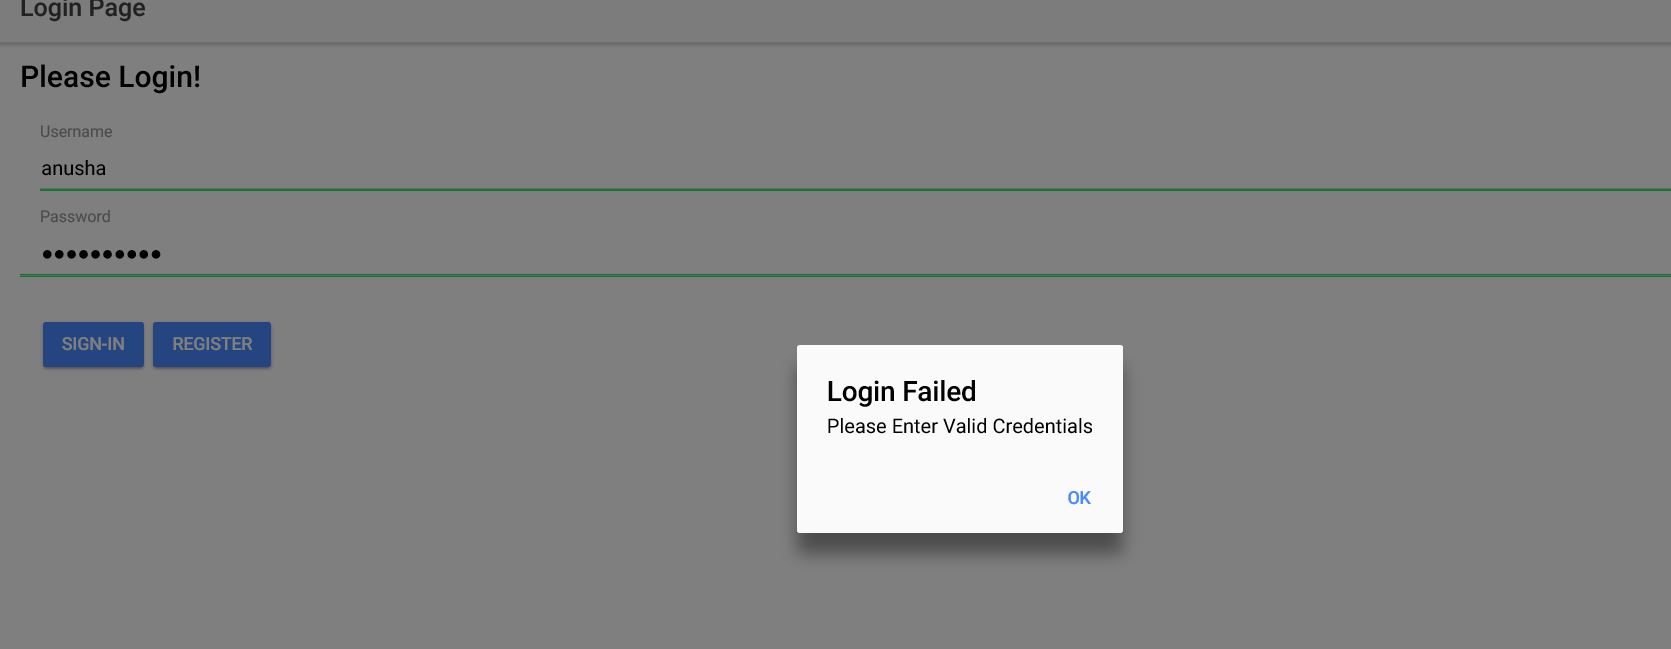 Login Page
Please Login!
Username
anusha
Password
••••••••••
SIGN-IN REGISTER
Login Failed
Please Enter Valid Credentials
OK